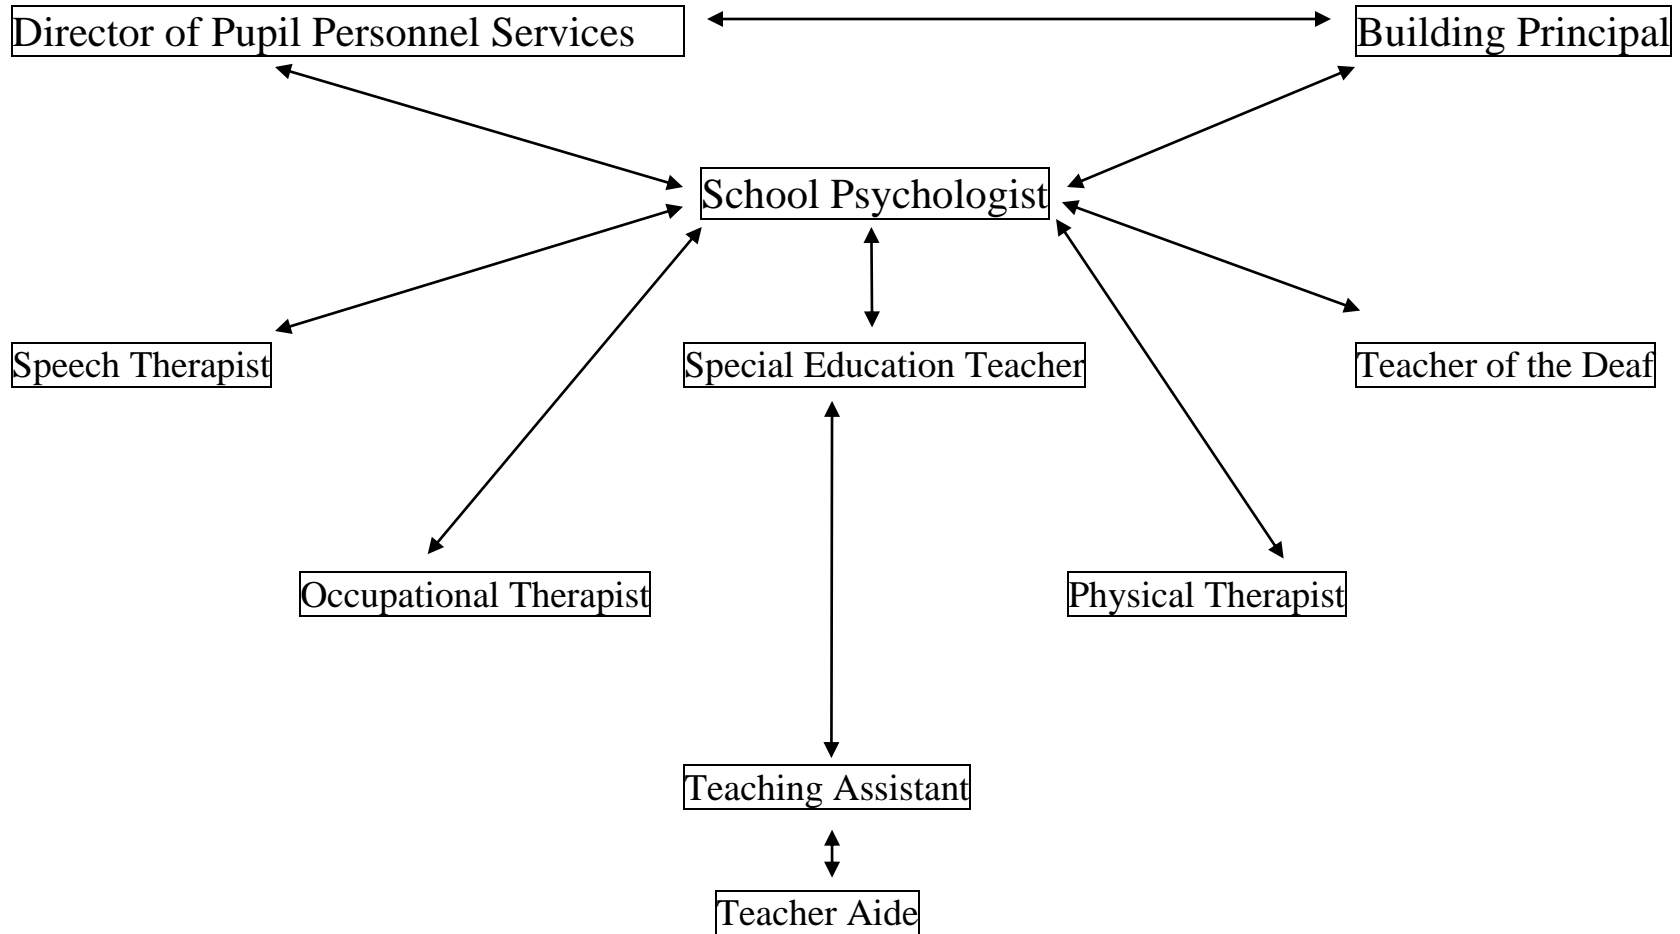 Director of Pupil Personnel Services
Building Principal
School Psychologist
Speech Therapist
Special Education Teacher
Teacher of the Deaf
Occupational Therapist
Physical Therapist
Teaching Assistant
Teacher Aide